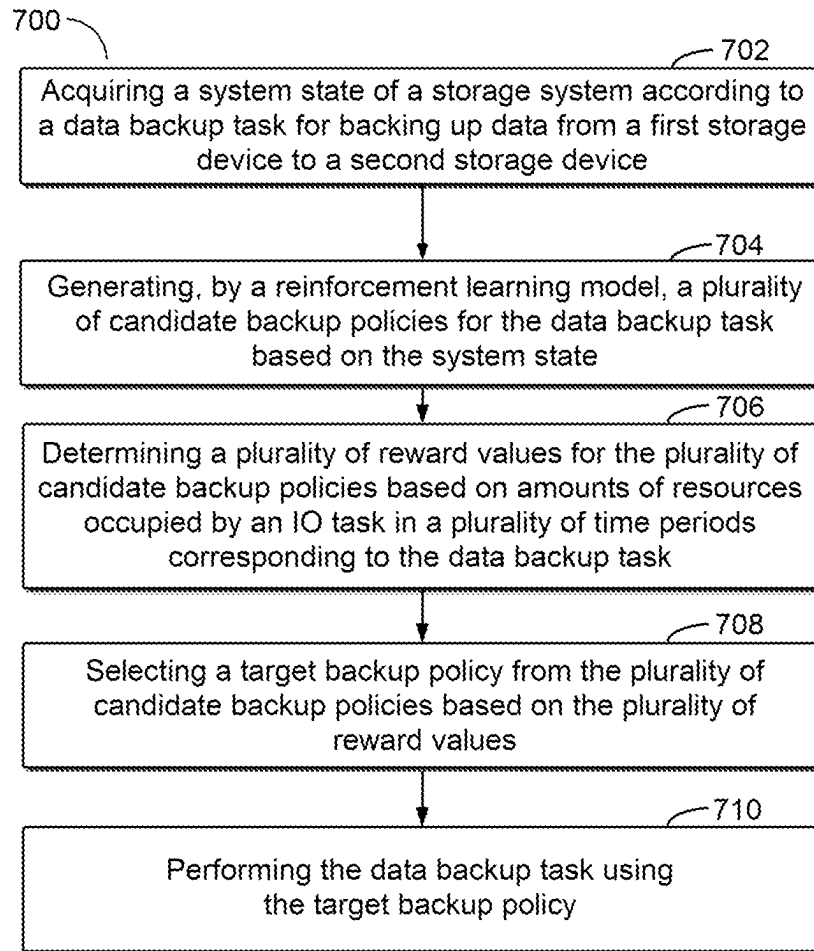 700
702
Acquiring a system state of a storage system according to
a data backup task for backing up data from a first storage
device to a second storage device
704
Generating, by a reinforcement learning model, a plurality
of candidate backup policies for the data backup task
based on the system state
706
Determining a plurality of reward values for the plurality of
candidate backup policies based on amounts of resources
occupied by an IO task in a plurality of time periods
corresponding to the data backup task
708
Selecting a target backup policy from the plurality of
candidate backup policies based on the plurality of
reward values
710
Performing the data backup task using
the target backup policy